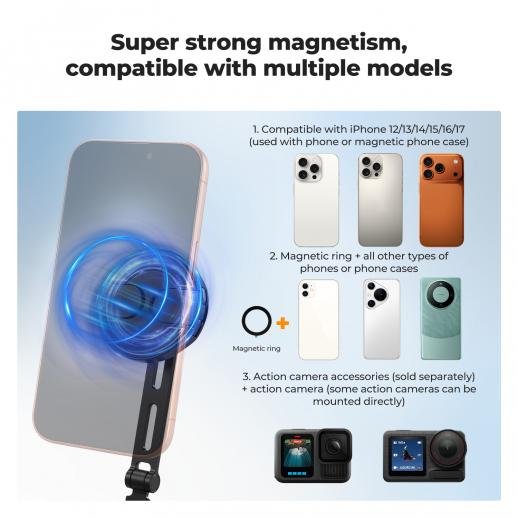 Super strong magnetism,
compatible with multiple models
1. Compatible with iPhone 12/13/14/15/16/17
(used with phone or magnetic phone case)
2. Magnetic ring + all other types of
phones or phone cases
Magnetic ring
3. Action camera accessories (sold separately)
+ action camera (some action cameras can be
mounted directly)